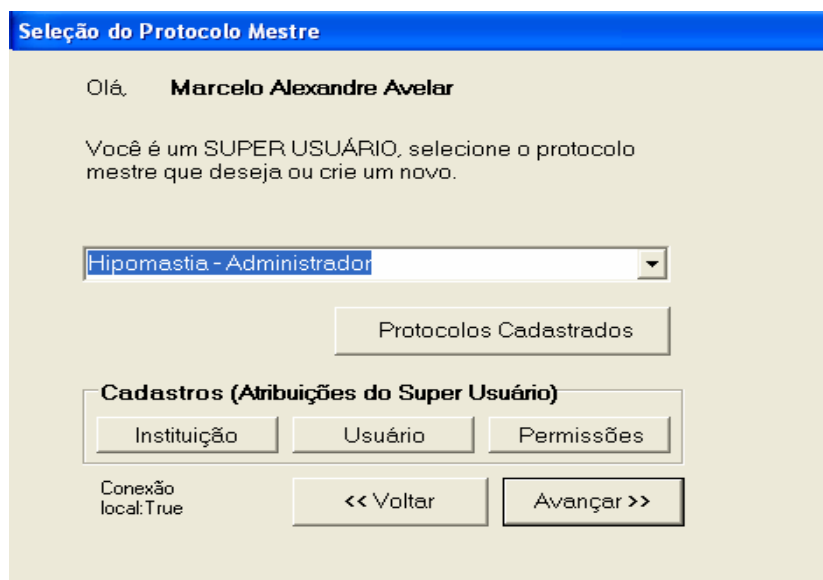 Seleção do Protocolo Mestre
Olá, Marcelo Alexandre Avelar
Você é um SUPER USUÁRIO, selecione o protocolo
mestre que deseja ou crie um novo.
Hipomastia - Administrador
Protocolos Cadastrados
Cadastros (Atribuições do Super Usuário)
Instituição Usuário Permissões
Conexão
local:True
<< Voltar Avançar >>